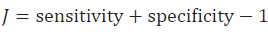 J = sensitivity + specificity − 1